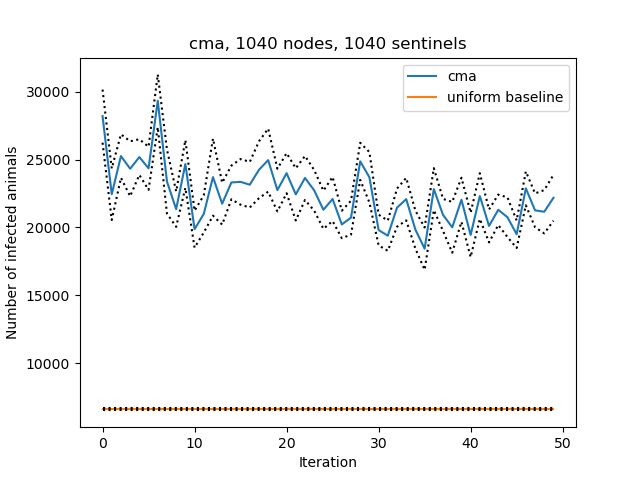 cma, 1040 nodes, 1040 sentinels
cma
uniform baseline
Number of infected animals
30000
25000
20000
15000
10000
0
10
20
30
40
50
Iteration